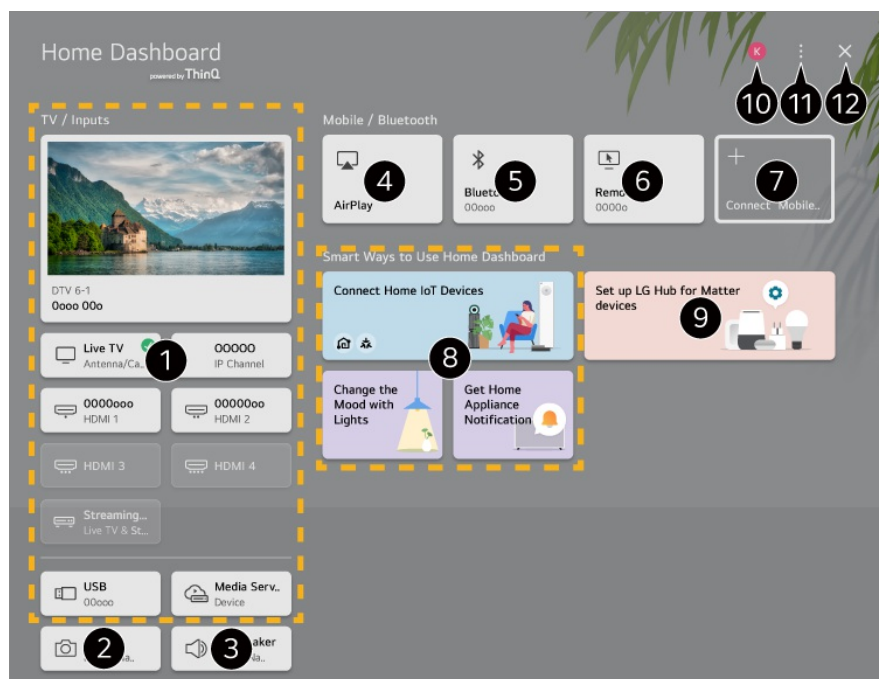 Home Dashboard
powered by ThinQ
K
10
11
12
TV / Inputs
DTV 6-1
0ooo 00o
Live TV
Antenna/Ca..
1
00000
IP Channel
0000ooo
HDMI 1
00000oo
HDMI 2
HDMI 3
HDMI 4
Streaming...
Live TV & St...
USB
00ooo
Media Serv..
Device
2
3
Mobile / Bluetooth
AirPlay
4
00ooo
5
0000o
6
Connect Mobile..
7
Smart Ways to Use Home Dashboard
Connect Home IoT Devices
8
Change the
Mood with
Lights
Get Home
Appliance
Notification
Set up LG Hub for Matter
devices
9